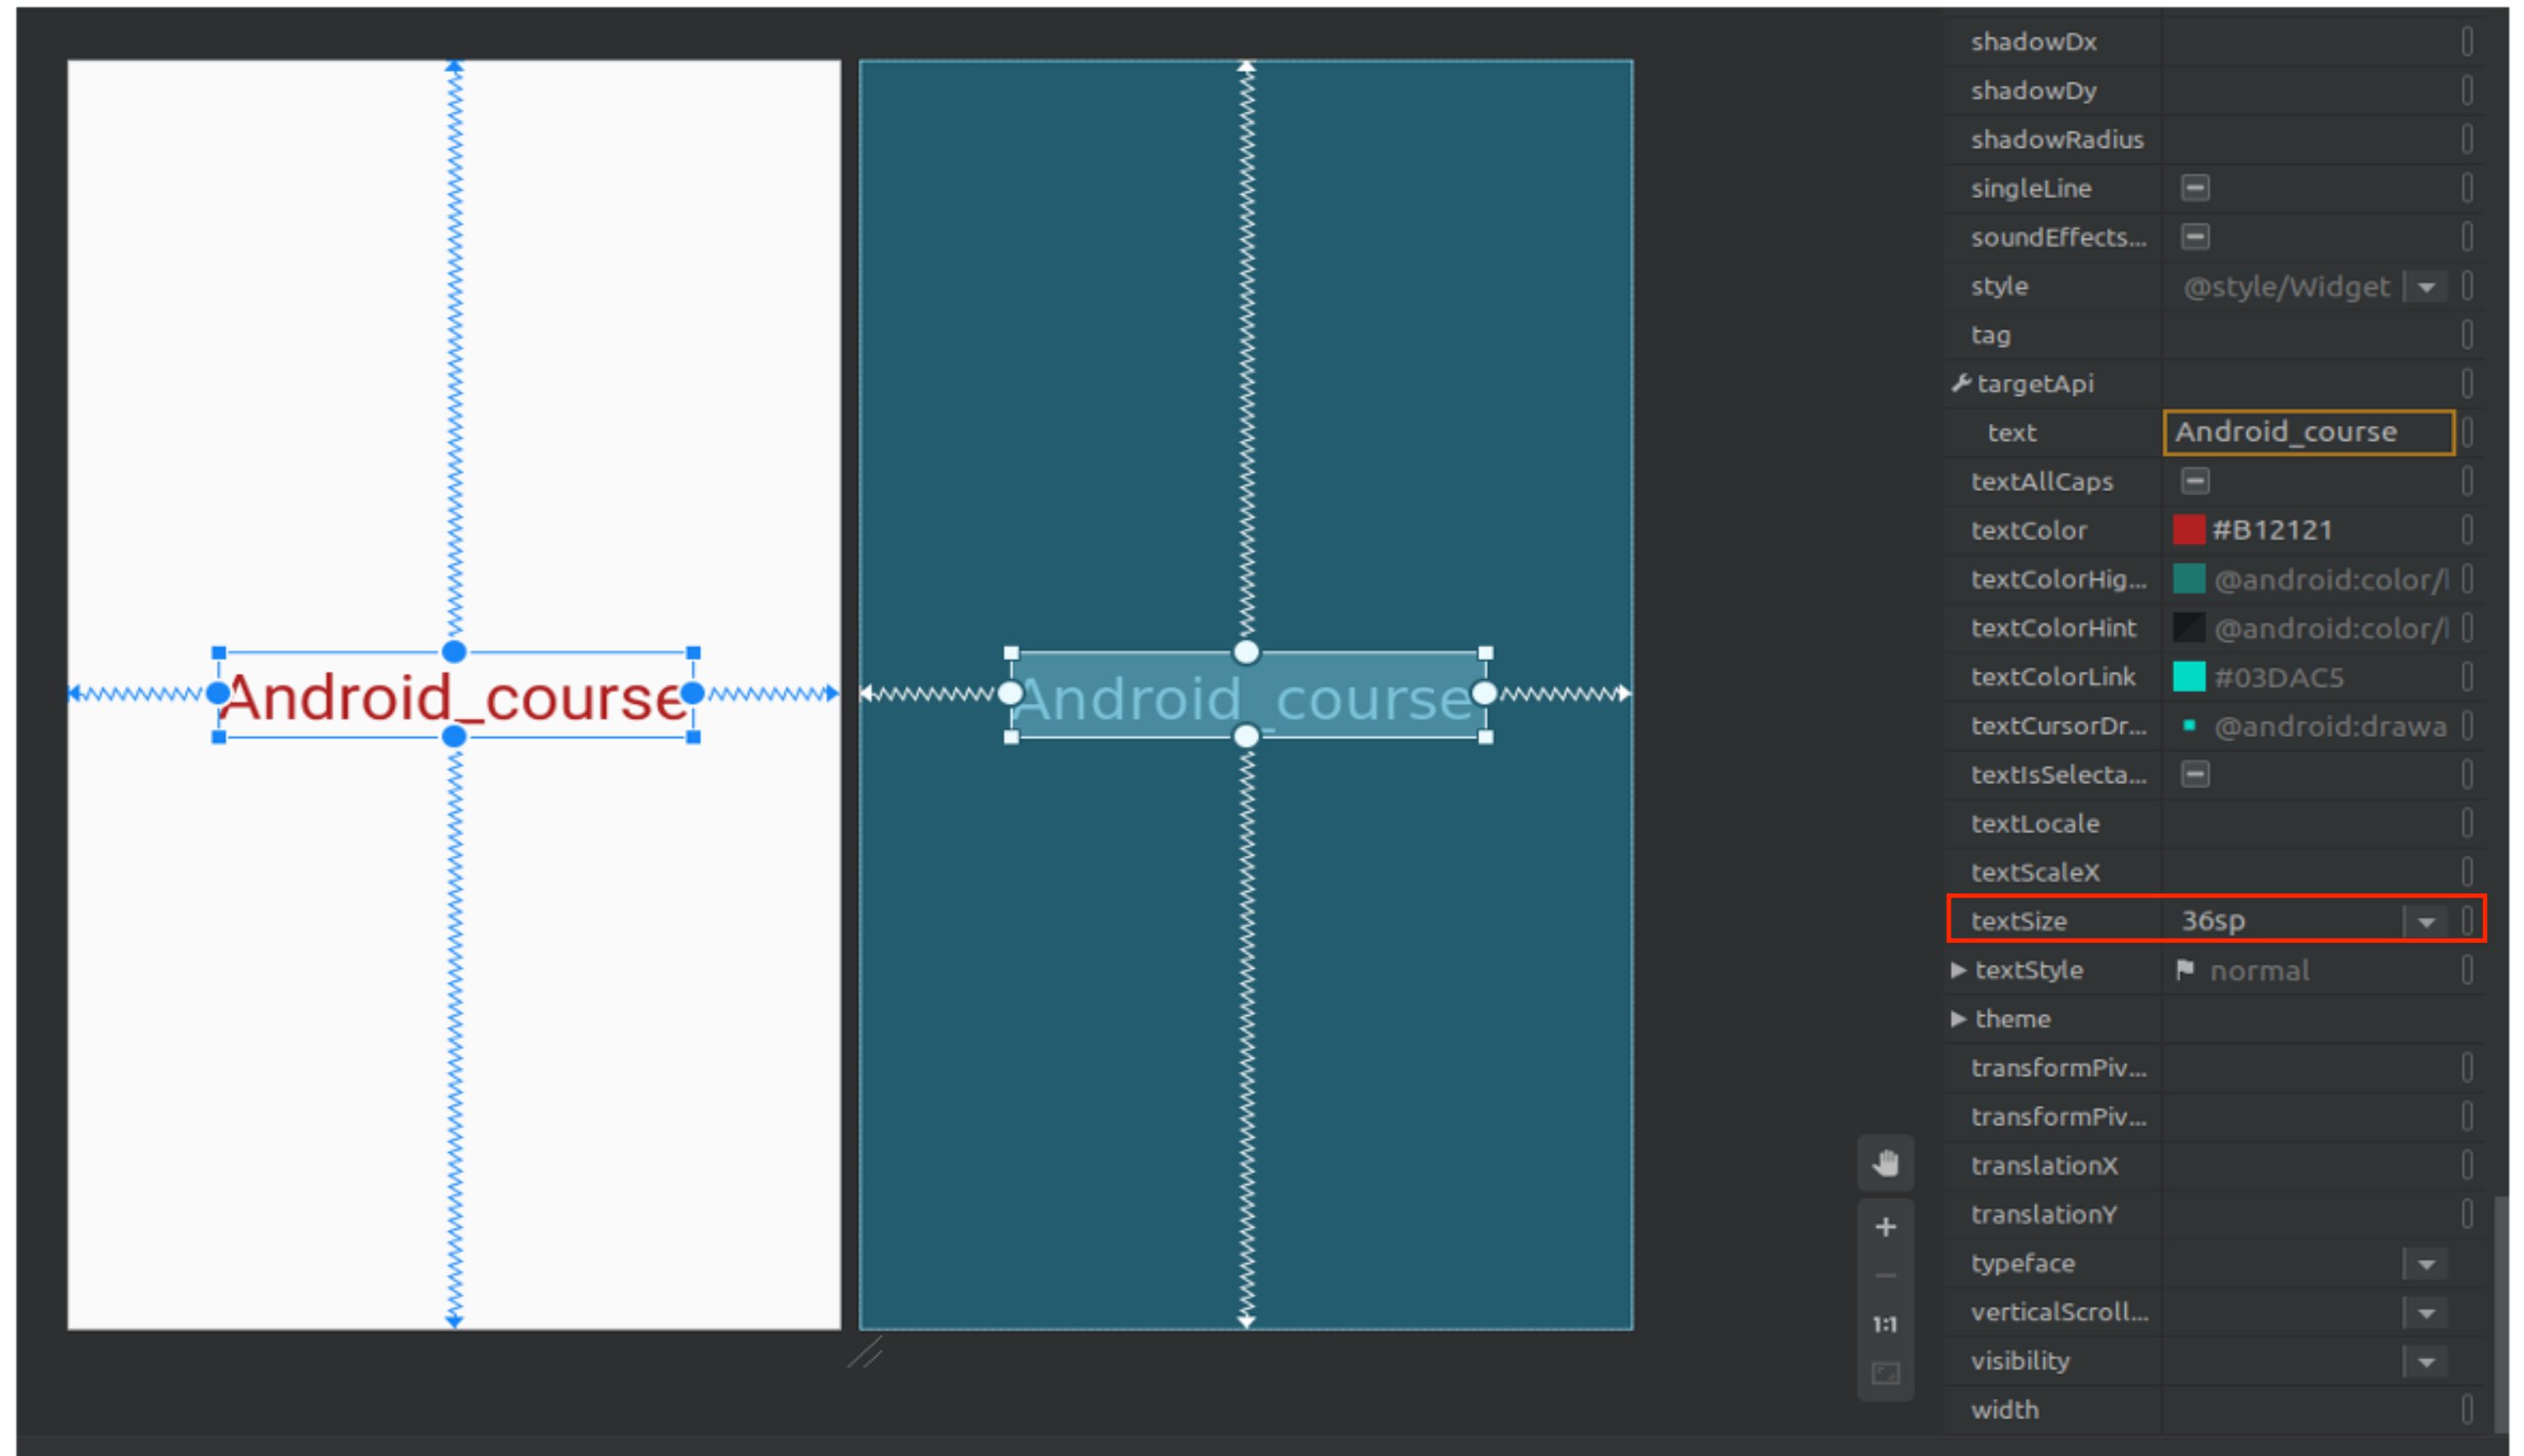 Android_course
Android_course
1:1
shadowDx
shadowDy
shadowRadius
singleLine
soundEffects...
style @style/Widget
tag
targetApi
text Android_course
textAllCaps
textColor #B12121
textColorHig... @android:color/
textColorHint @android:color/
textColorLink #03DAC5
textCursorDr... @android:drawa
textIsSelecta...
textLocale
textScaleX
textSize 36sp
textStyle normal
theme
transformPiv...
transformPiv...
translationX
translationY
typeface
verticalScroll...
visibility
width